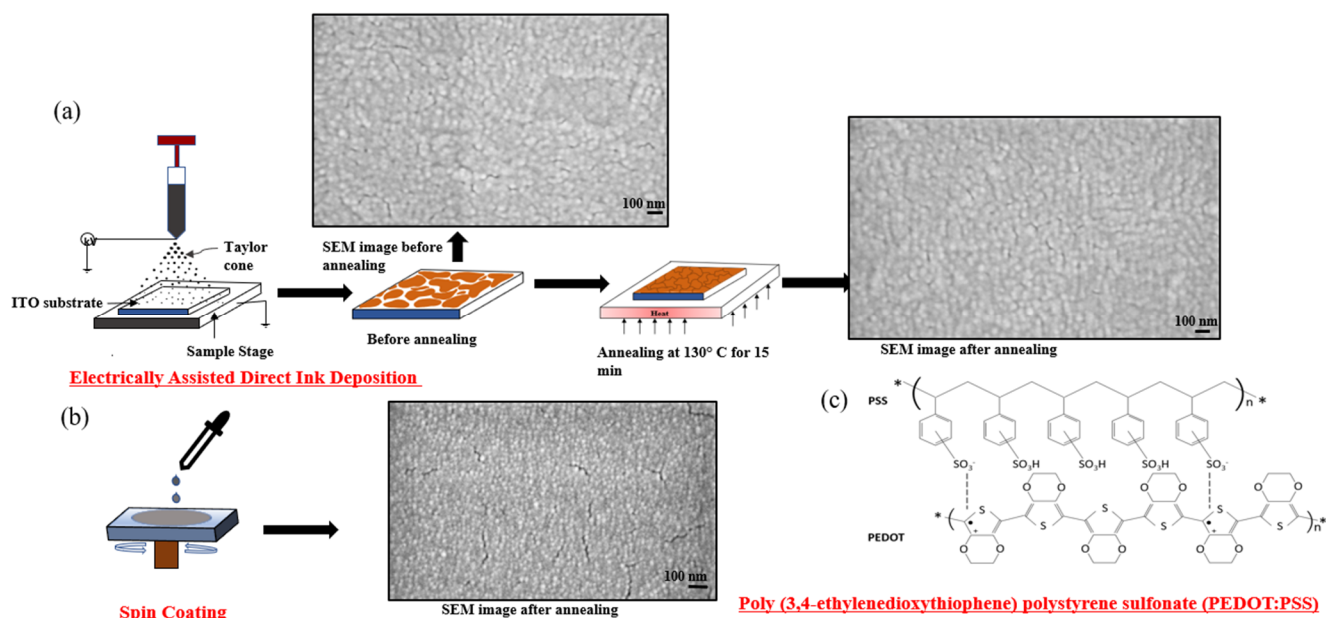 (a)
kV
Taylor
cone
ITO substrate
Sample Stage
Electrically Assisted Direct Ink Deposition
100 nm
SEM image before
annealing
Before annealing
Heat
Annealing at 130° C for 15
min
100 nm
SEM image after annealing
(b)
Spin Coating
100 nm
SEM image after annealing
(c)
PSS
* ( ) n *
SO3⁻ SO3H SO3H SO3H SO3⁻
O O O O O O
* ( S S S S S S ) n *
PEDOT
O O O O O O
Poly (3,4-ethylenedioxythiophene) polystyrene sulfonate (PEDOT:PSS)